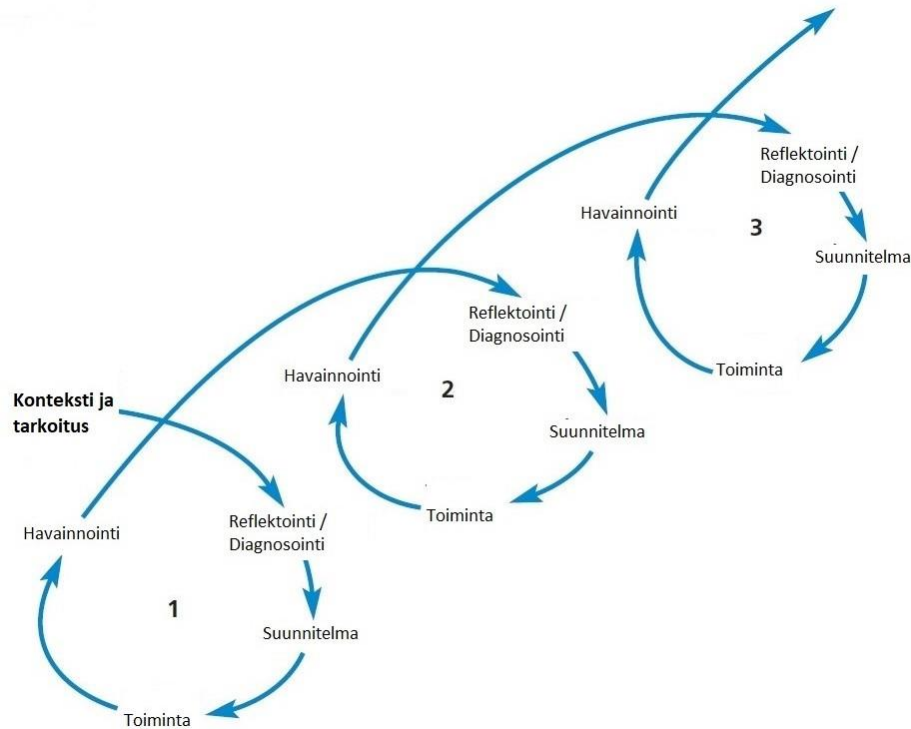 Konteksti ja
tarkoitus
Reflektointi /
Diagnosointi
Suunnitelma
Toiminta
Havainnointi
1
Reflektointi /
Diagnosointi
Suunnitelma
Toiminta
Havainnointi
2
Reflektointi /
Diagnosointi
Suunnitelma
Toiminta
Havainnointi
3